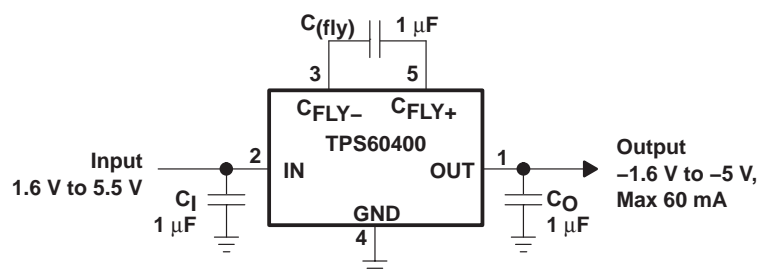 C(fly) 1 μF
3 5
CFLY− CFLY+
TPS60400
Input
1.6 V to 5.5 V
2 IN
OUT 1
Output
−1.6 V to −5 V,
Max 60 mA
CI
1 μF
GND
4
CO
1 μF